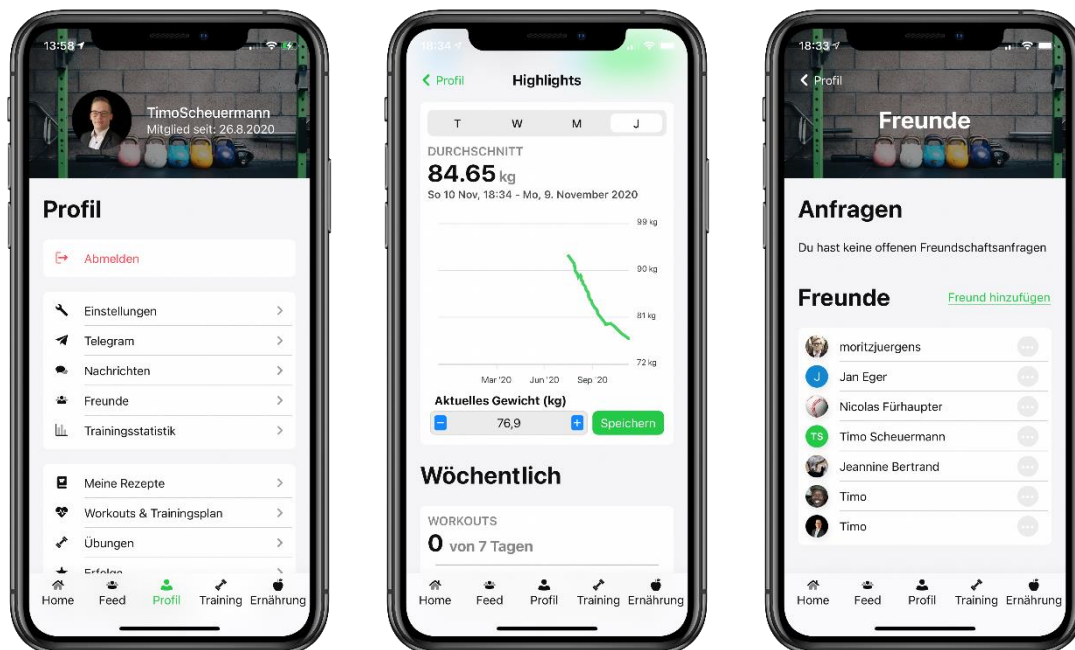 13:58
TimoScheuermann
Mitglied seit: 26.8.2020
Profil
Abmelden
Einstellungen
Telegram
Nachrichten
Freunde
Trainingsstatistik
Meine Rezepte
Workouts & Trainingsplan
Übungen
Erfolge
Home Feed Profil Training Ernährung
18:34
Profil
Highlights
T W M J
DURCHSCHNITT
84.65 kg
So 10 Nov, 18:34 - Mo, 9. November 2020
99 kg
90 kg
81 kg
72 kg
Mar '20 Jun '20 Sep '20
Aktuelles Gewicht (kg)
76,9
Speichern
Wöchentlich
WORKOUTS
0 von 7 Tagen
Home Feed Profil Training Ernährung
18:33
Profil
Freunde
Anfragen
Du hast keine offenen Freundschaftsanfragen
Freunde Freund hinzufügen
moritzjuergens
J Jan Eger
Nicolas Fürhaupter
TS Timo Scheuermann
Jeannine Bertrand
Timo
Timo
Home Feed Profil Training Ernährung